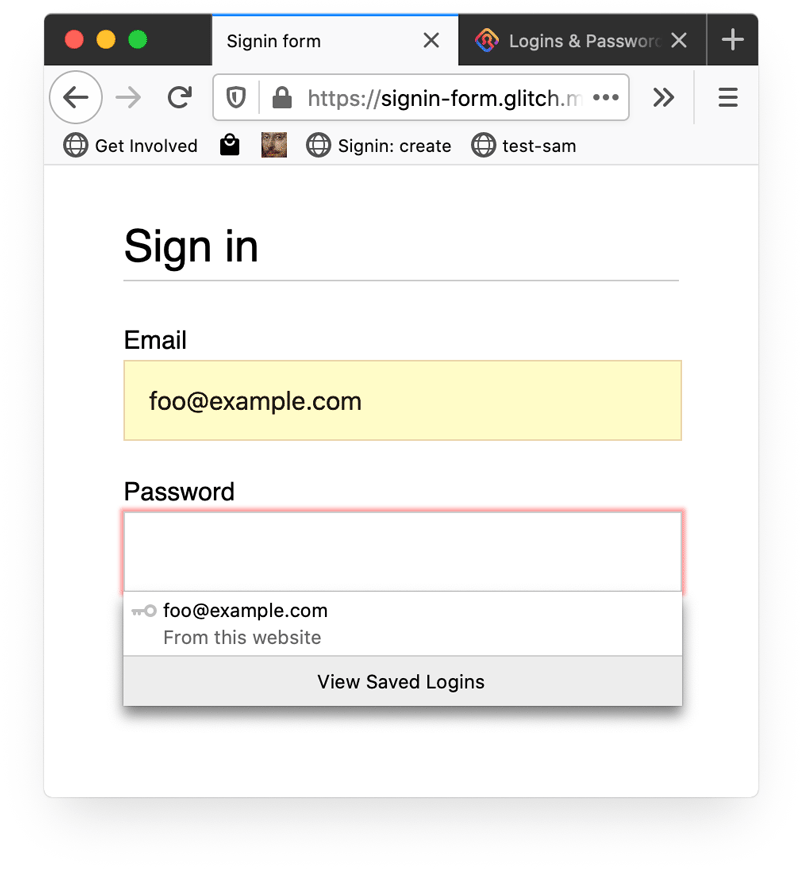 Signin form
Logins & Passwor
https://signin-form.glitch.m
Get Involved
Signin: create
test-sam
Sign in
Email
foo@example.com
Password
foo@example.com
From this website
View Saved Logins